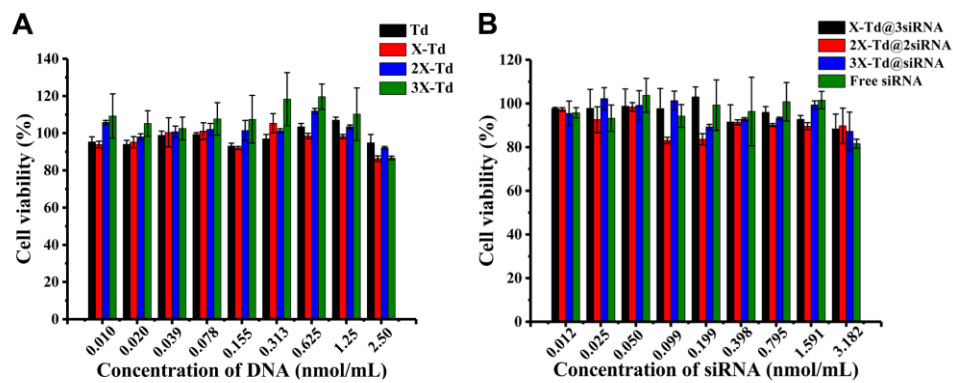 A
Td
X-Td
2X-Td
3X-Td
140
120
100
80
60
40
20
0
Cell viability (%)
0.010 0.020 0.039 0.078 0.155 0.313 0.625 1.25 2.50
Concentration of DNA (nmol/mL)
B
X-Td@3siRNA
2X-Td@2siRNA
3X-Td@siRNA
Free siRNA
120
100
80
60
40
20
0
Cell viability (%)
0.012 0.025 0.050 0.099 0.199 0.398 0.795 1.591 3.182
Concentration of siRNA (nmol/mL)